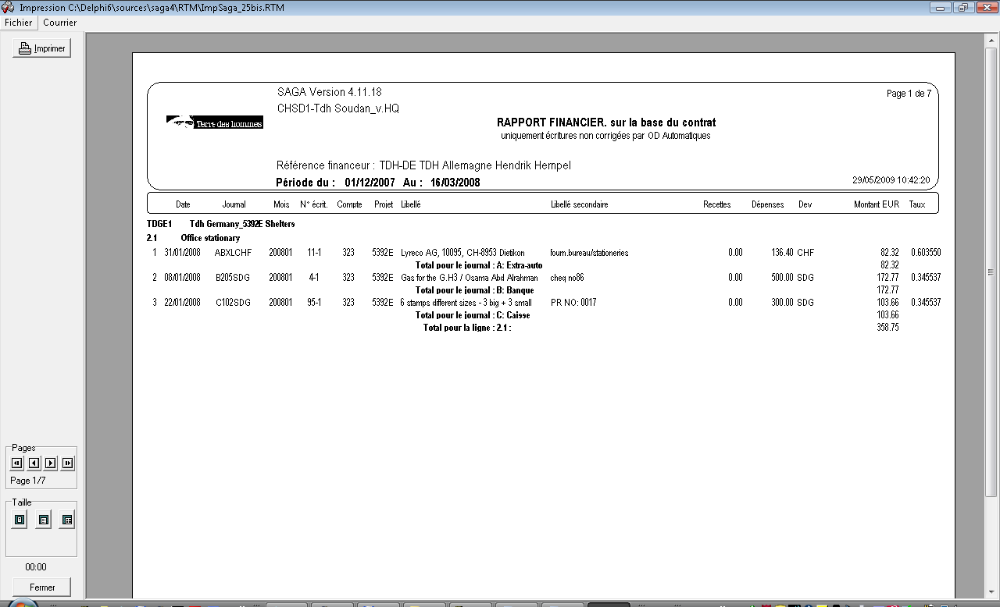 Impression C:\Delphi6\sources\saga4\RTM\ImpSaga_25bis.RTM
Fichier Courrier
Imprimer
SAGA Version 4.11.18
Page 1 de 7
CHSD1-Tdh Soudan_v.HQ
Terre des hommes
RAPPORT FINANCIER. sur la base du contrat
uniquement écritures non corrigées par OD Automatiques
Référence financeur : TDH-DE TDH Allemagne Hendrik Hempel
Période du : 01/12/2007 Au : 16/03/2008
29/05/2009 10:42:20
Date Journal Mois N° écrit. Compte Projet Libellé Libellé secondaire Recettes Dépenses Dev Montant EUR Taux
TDGE1 Tdh Germany_5392E Shelters
2.1 Office stationary
1 31/01/2008 ABXLCHF 200801 11-1 323 5392E Lyreco AG, 10095, CH-8953 Dietikon fourn.bureau/stationeries 0.00 136.40 CHF 82.32 0.603550
Total pour le journal : A: Extra-auto 82.32
2 08/01/2008 B205SDG 200801 4-1 323 5392E Gas for the G.H3 / Osama Abd Alrahman cheq no86 0.00 500.00 SDG 172.77 0.345537
Total pour le journal : B: Banque 172.77
3 22/01/2008 C102SDG 200801 95-1 323 5392E 6 stamps different sizes - 3 big + 3 small PR NO: 0017 0.00 300.00 SDG 103.66 0.345537
Total pour le journal : C: Caisse 103.66
Total pour la ligne : 2.1 : 358.75
Pages
Page 1/7
Taille
00:00
Fermer